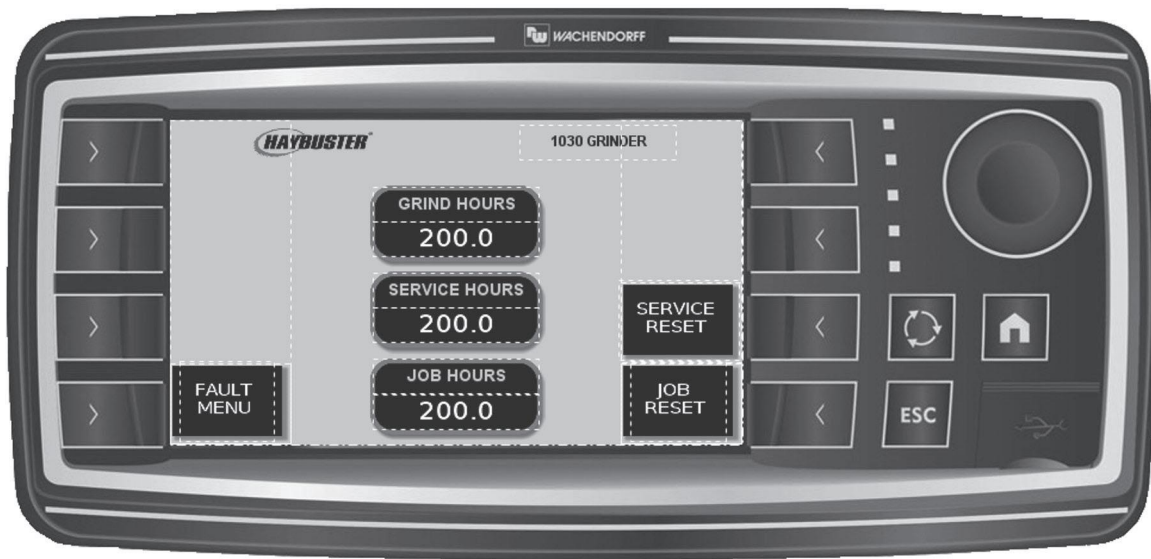 WACHENDORFF
HAYBUSTER
1030 GRINDER
GRIND HOURS
200.0
SERVICE HOURS
200.0
SERVICE
RESET
JOB HOURS
200.0
FAULT
MENU
JOB
RESET
ESC